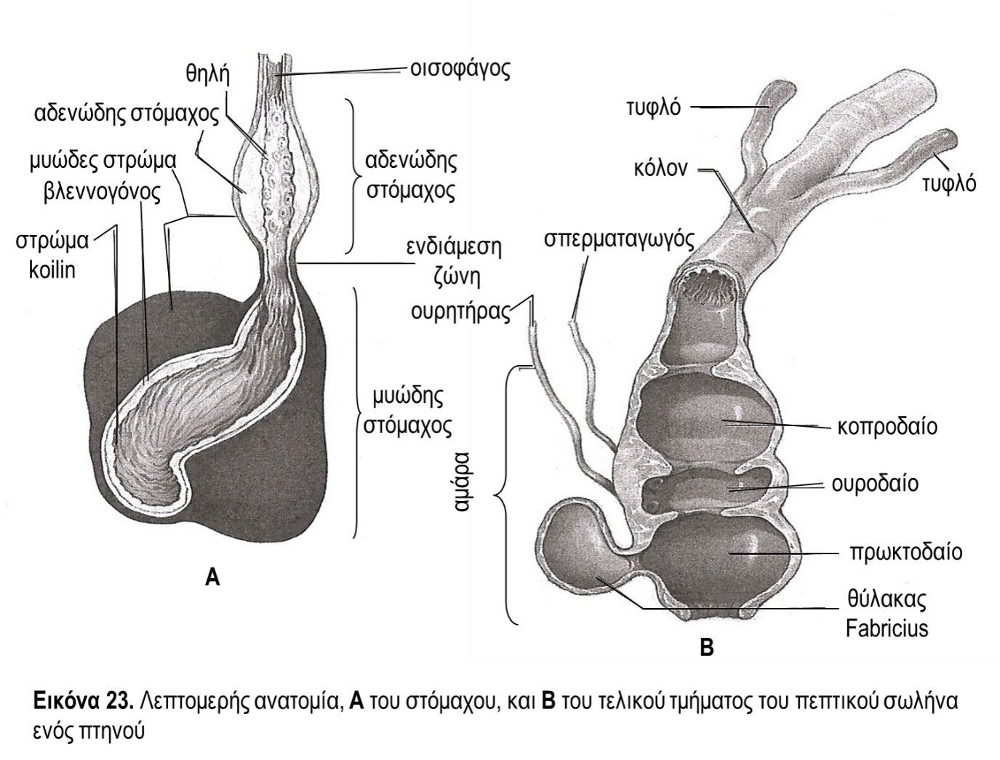 θηλή
οισοφάγος
αδενώδης στόμαχος
μυώδες στρώμα
βλεννογόνος
στρώμα
koilin
αδενώδης
στόμαχος
ενδιάμεση
ζώνη
μυώδης
στόμαχος
A
τυφλό
κόλον
τυφλό
σπερματαγωγός
ουρητήρας
αμάρα
κοπροδαίο
ουροδαίο
πρωκτοδαίο
θύλακας
Fabricius
B
Εικόνα 23. Λεπτομερής ανατομία, A του στόμαχου, και B του τελικού τμήματος του πεπτικού σωλήνα
ενός πτηνού